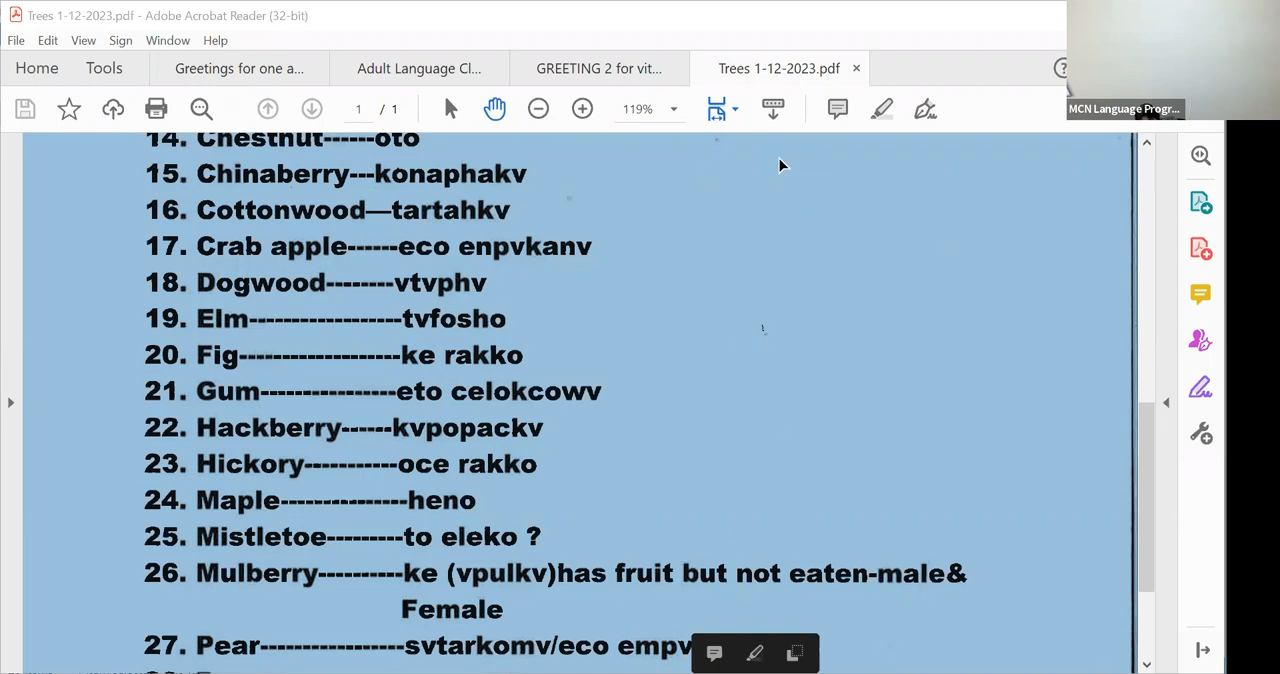 Trees 1-12-2023.pdf - Adobe Acrobat Reader (32-bit)
File Edit View Sign Window Help
Home Tools Greetings for one a... Adult Language Cl... GREETING 2 for vit... Trees 1-12-2023.pdf ×
1 / 1 119%
MCN Language Progr...
14. Chestnut------oto
15. Chinaberry---konaphakv
16. Cottonwood—tartahkv
17. Crab apple------eco enpvkanv
18. Dogwood--------vtvphv
19. Elm------------------tvfosho
20. Fig-------------------ke rakko
21. Gum----------------eto celokcowv
22. Hackberry------kvpopackv
23. Hickory-----------oce rakko
24. Maple---------------heno
25. Mistletoe---------to eleko ?
26. Mulberry----------ke (vpulkv)has fruit but not eaten-male&
Female
27. Pear-----------------svtarkomv/eco empv